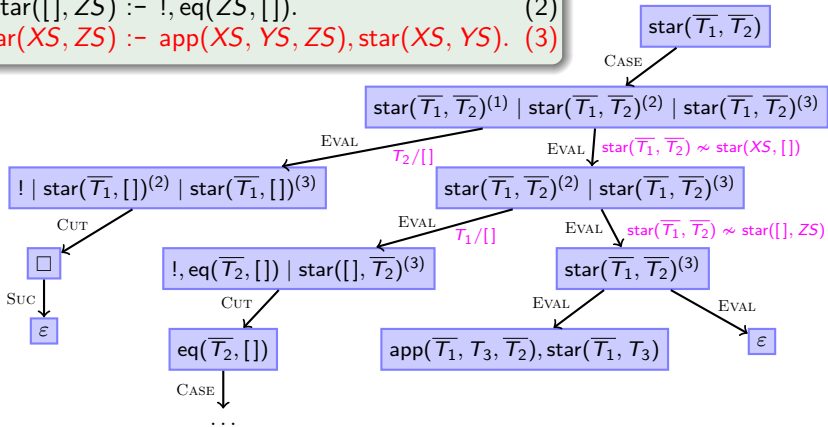 star([], ZS) :- !, eq(ZS, []). (2)
ar(XS, ZS) :- app(XS, YS, ZS), star(XS, YS). (3)
star(T̅₁, T̅₂)
CASE
star(T̅₁, T̅₂)⁽¹⁾ | star(T̅₁, T̅₂)⁽²⁾ | star(T̅₁, T̅₂)⁽³⁾
EVAL T₂/[] EVAL star(T̅₁, T̅₂) ≁ star(XS, [])
! | star(T̅₁, [])⁽²⁾ | star(T̅₁, [])⁽³⁾ star(T̅₁, T̅₂)⁽²⁾ | star(T̅₁, T̅₂)⁽³⁾
CUT EVAL T₁/[] EVAL star(T̅₁, T̅₂) ≁ star([], ZS)
□ !, eq(T̅₂, []) | star([], T̅₂)⁽³⁾ star(T̅₁, T̅₂)⁽³⁾
SUC CUT EVAL EVAL
ε eq(T̅₂, []) app(T̅₁, T₃, T̅₂), star(T̅₁, T₃) ε
CASE
...